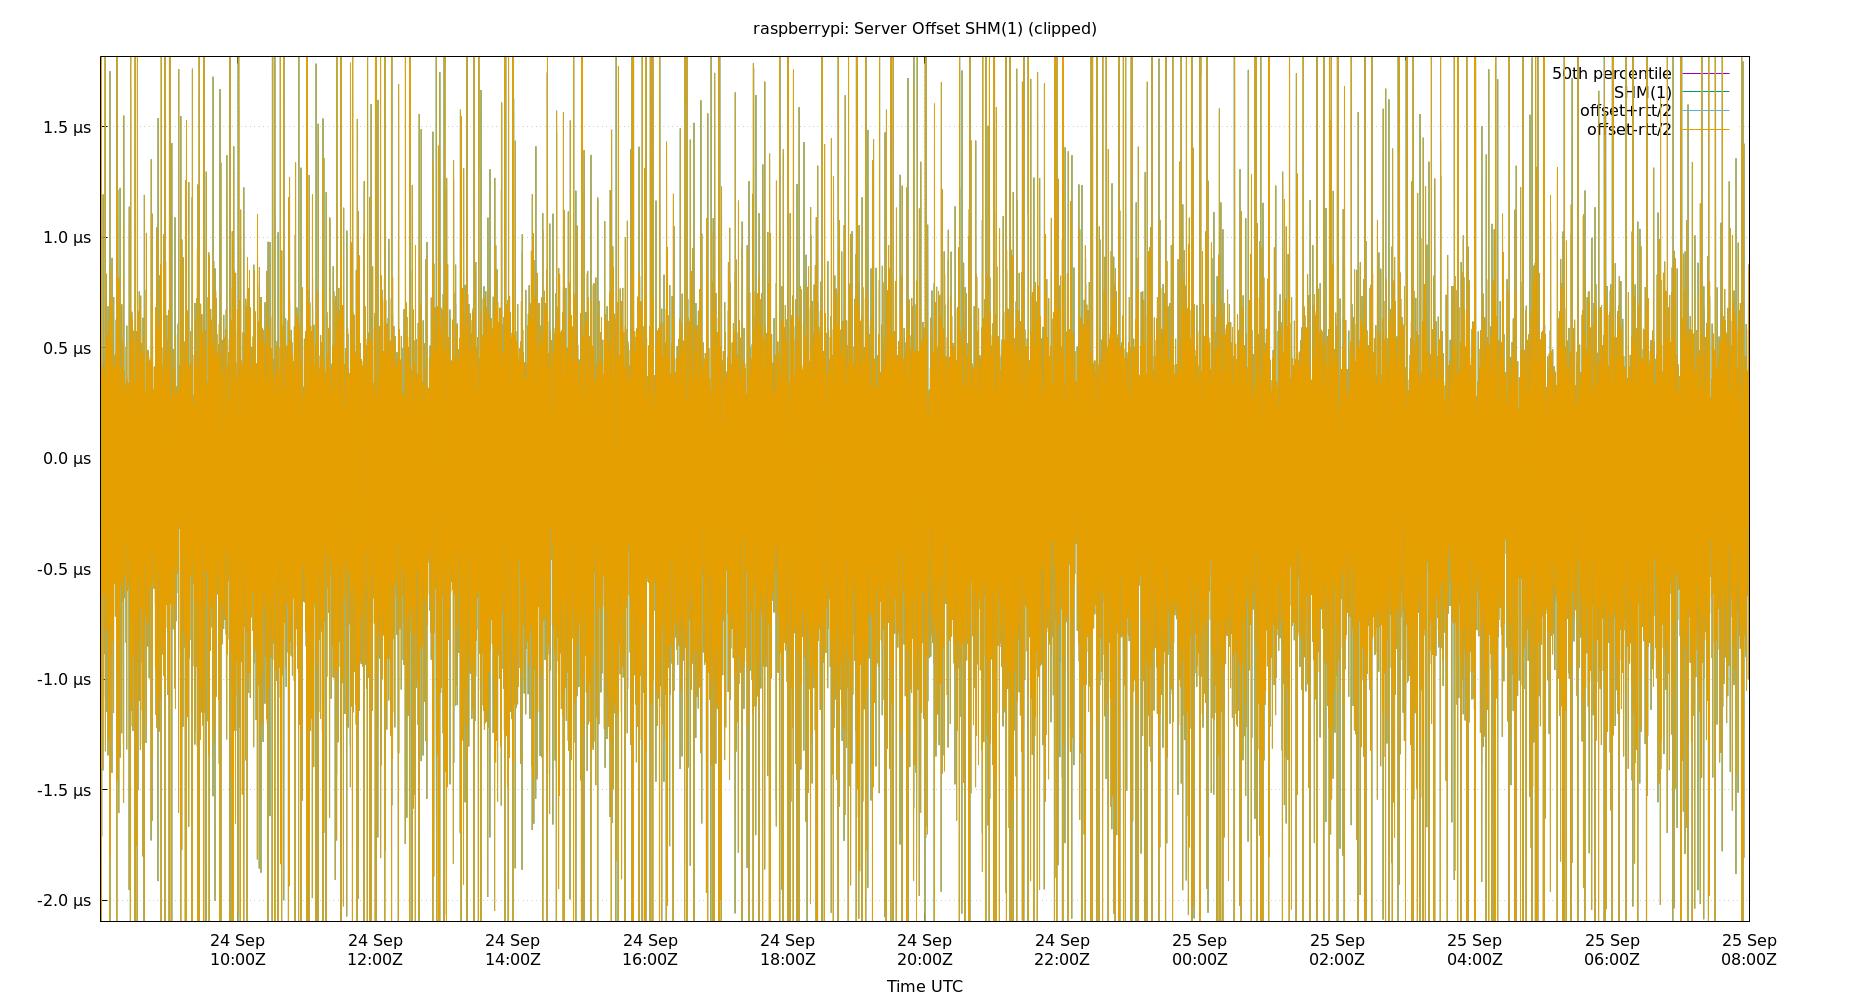 raspberrypi: Server Offset SHM(1) (clipped)
50th percentile
SHM(1)
offset+rtt/2
offset-rtt/2
1.5 µs
1.0 µs
0.5 µs
0.0 µs
-0.5 µs
-1.0 µs
-1.5 µs
-2.0 µs
24 Sep 24 Sep 24 Sep 24 Sep 24 Sep 24 Sep 24 Sep 25 Sep 25 Sep 25 Sep 25 Sep 25 Sep
10:00Z 12:00Z 14:00Z 16:00Z 18:00Z 20:00Z 22:00Z 00:00Z 02:00Z 04:00Z 06:00Z 08:00Z
Time UTC